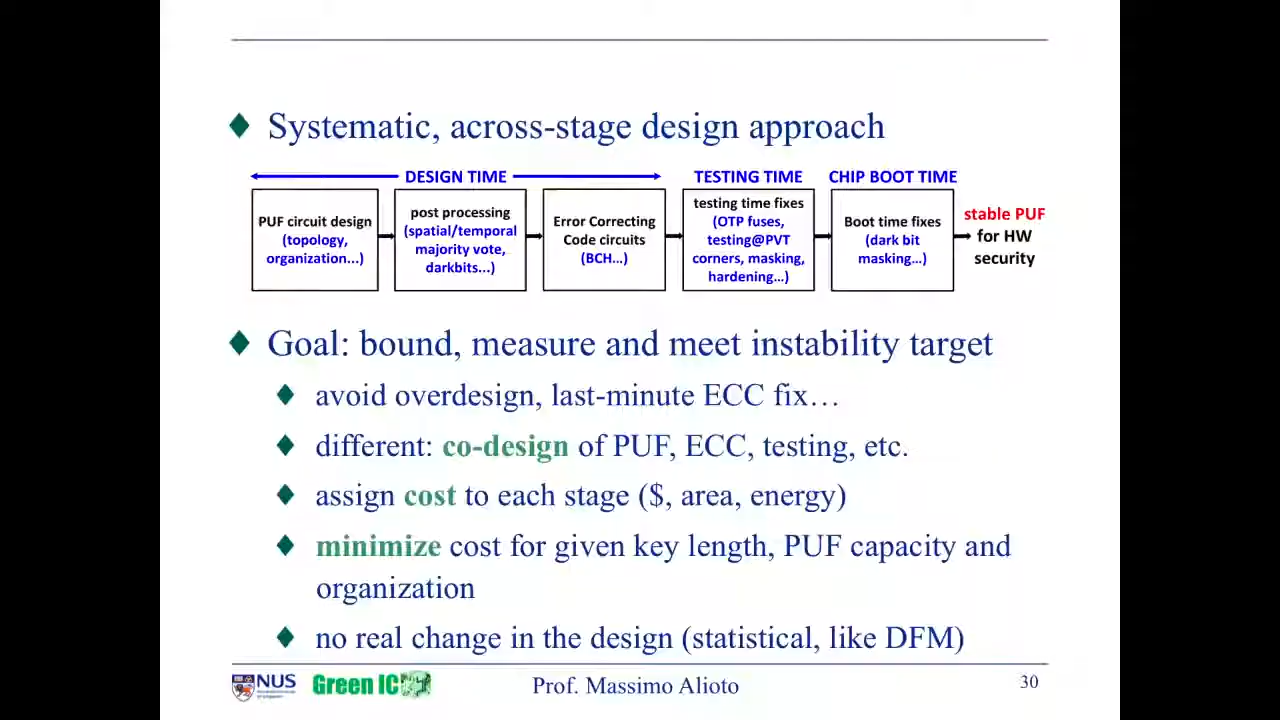 Systematic, across-stage design approach
DESIGN TIME
TESTING TIME
CHIP BOOT TIME
PUF circuit design
(topology,
organization...)
post processing
(spatial/temporal
majority vote,
darkbits...)
Error Correcting
Code circuits
(BCH...)
testing time fixes
(OTP fuses,
testing@PVT
corners, masking,
hardening...)
Boot time fixes
(dark bit
masking...)
stable PUF
for HW
security
Goal: bound, measure and meet instability target
avoid overdesign, last-minute ECC fix…
different: co-design of PUF, ECC, testing, etc.
assign cost to each stage ($, area, energy)
minimize cost for given key length, PUF capacity and
organization
no real change in the design (statistical, like DFM)
NUS
Green IC
Prof. Massimo Alioto
30